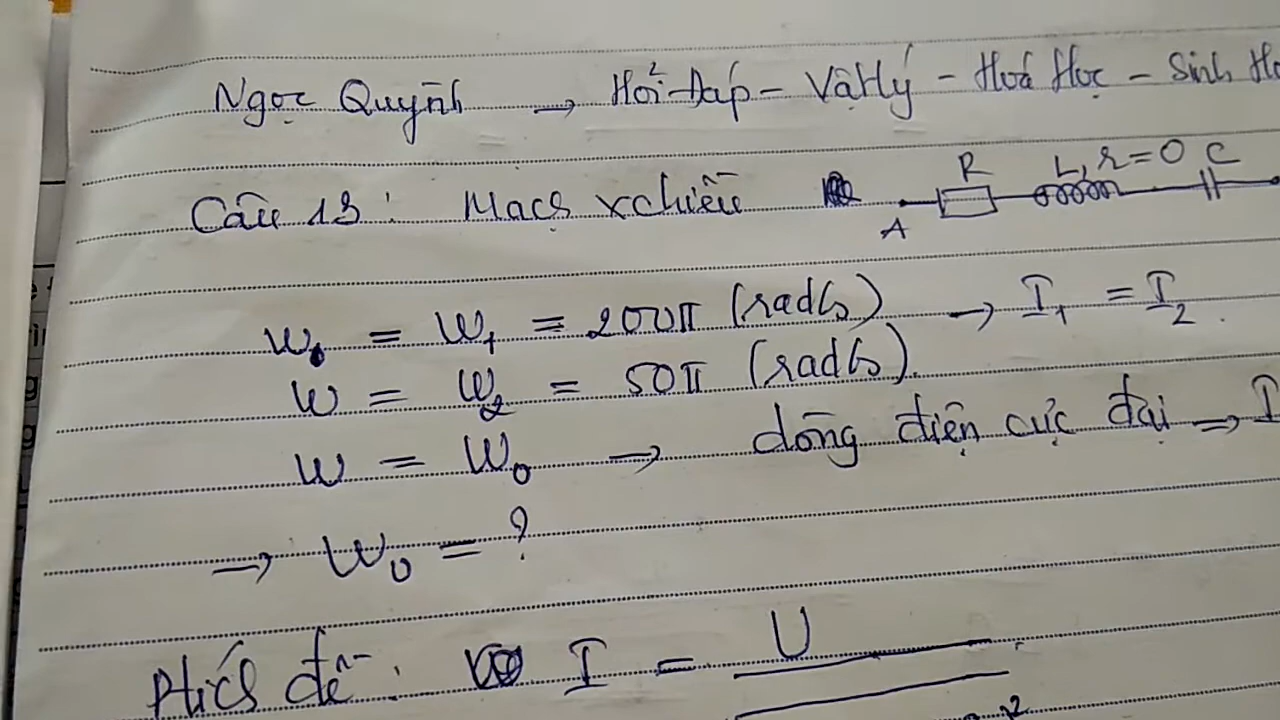 Ngọc Quỳnh → Hỏi-Đáp - Vật lý - Hoá Học - Sinh
Câu 13: Mạch xchiều
A R L, r=0 C
ω = ω₁ = 200π (rad/s) → I₁ = I₂.
ω = ω₂ = 50π (rad/s).
ω = ω₀ → dòng điện cực đại ⇒ I
→ ω₀ = ?
Phân đề: I = U